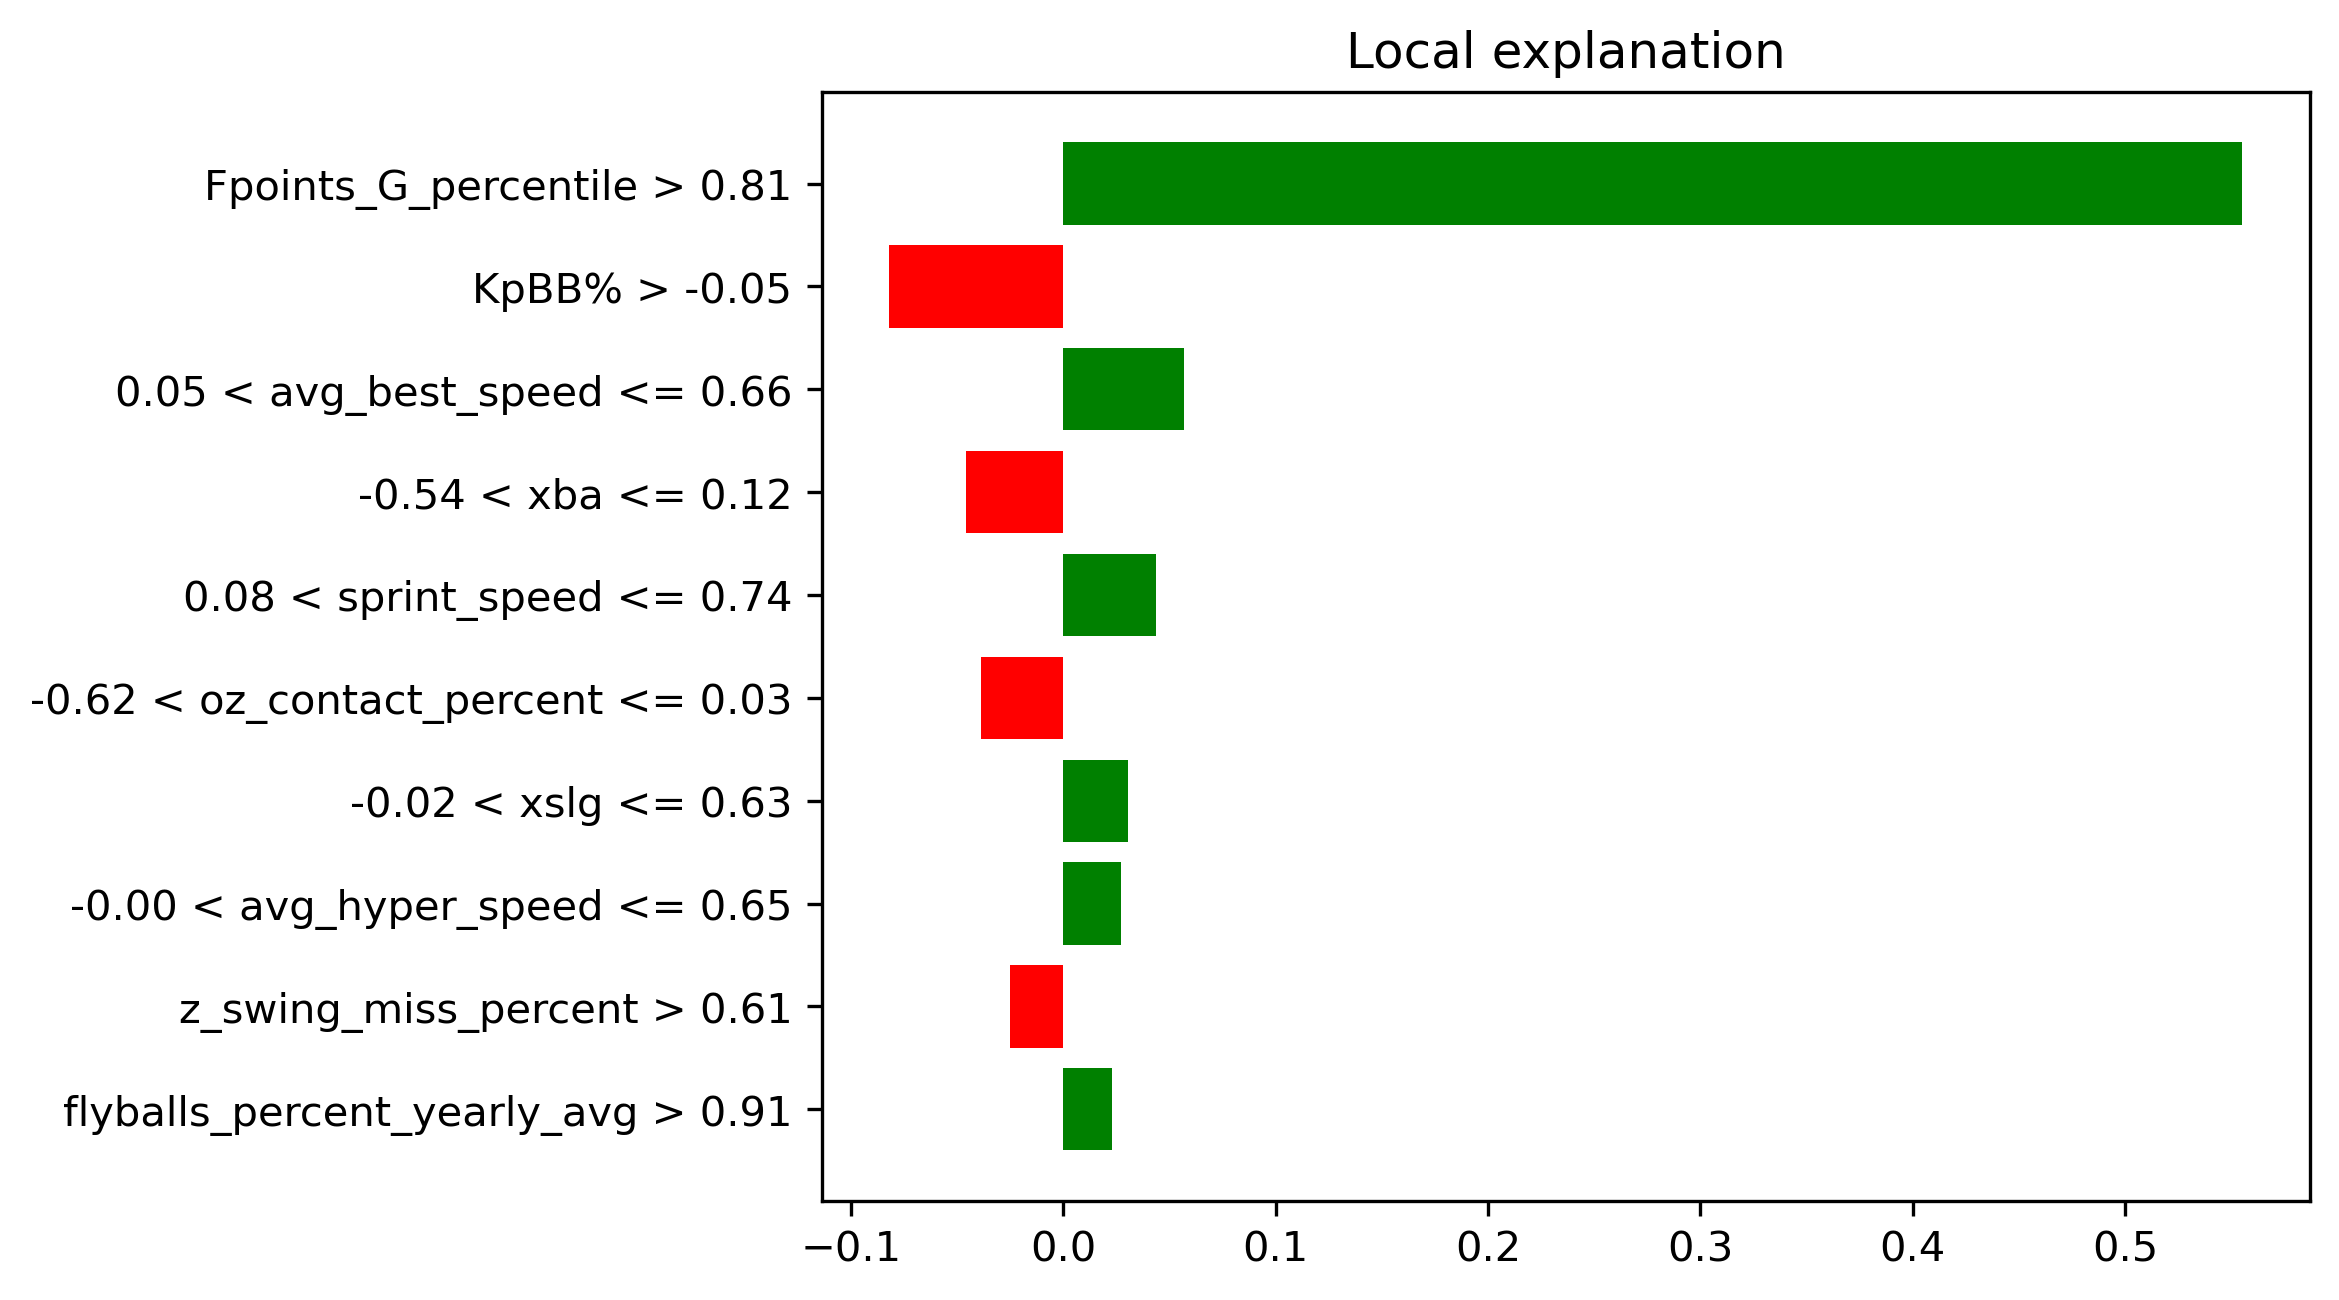 Local explanation
Fpoints_G_percentile > 0.81
KpBB% > -0.05
0.05 < avg_best_speed <= 0.66
-0.54 < xba <= 0.12
0.08 < sprint_speed <= 0.74
-0.62 < oz_contact_percent <= 0.03
-0.02 < xslg <= 0.63
-0.00 < avg_hyper_speed <= 0.65
z_swing_miss_percent > 0.61
flyballs_percent_yearly_avg > 0.91
−0.1 0.0 0.1 0.2 0.3 0.4 0.5